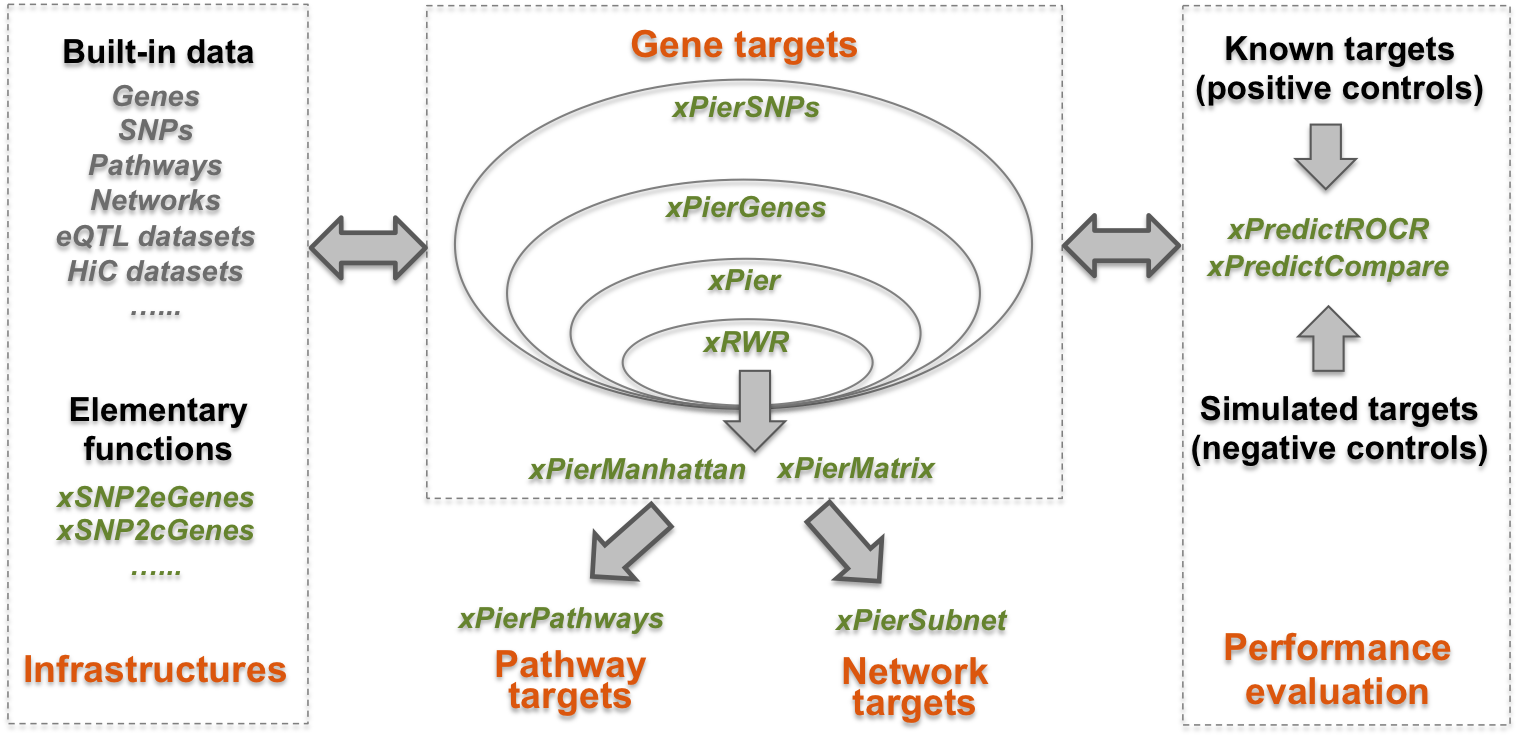 Built-in data
Genes
SNPs
Pathways
Networks
eQTL datasets
HiC datasets
......
Elementary
functions
xSNP2eGenes
xSNP2cGenes
......
Infrastructures
Gene targets
xPierSNPs
xPierGenes
xPier
xRWR
xPierManhattan
xPierMatrix
xPierPathways
Pathway
targets
xPierSubnet
Network
targets
Known targets
(positive controls)
xPredictROCR
xPredictCompare
Simulated targets
(negative controls)
Performance
evaluation